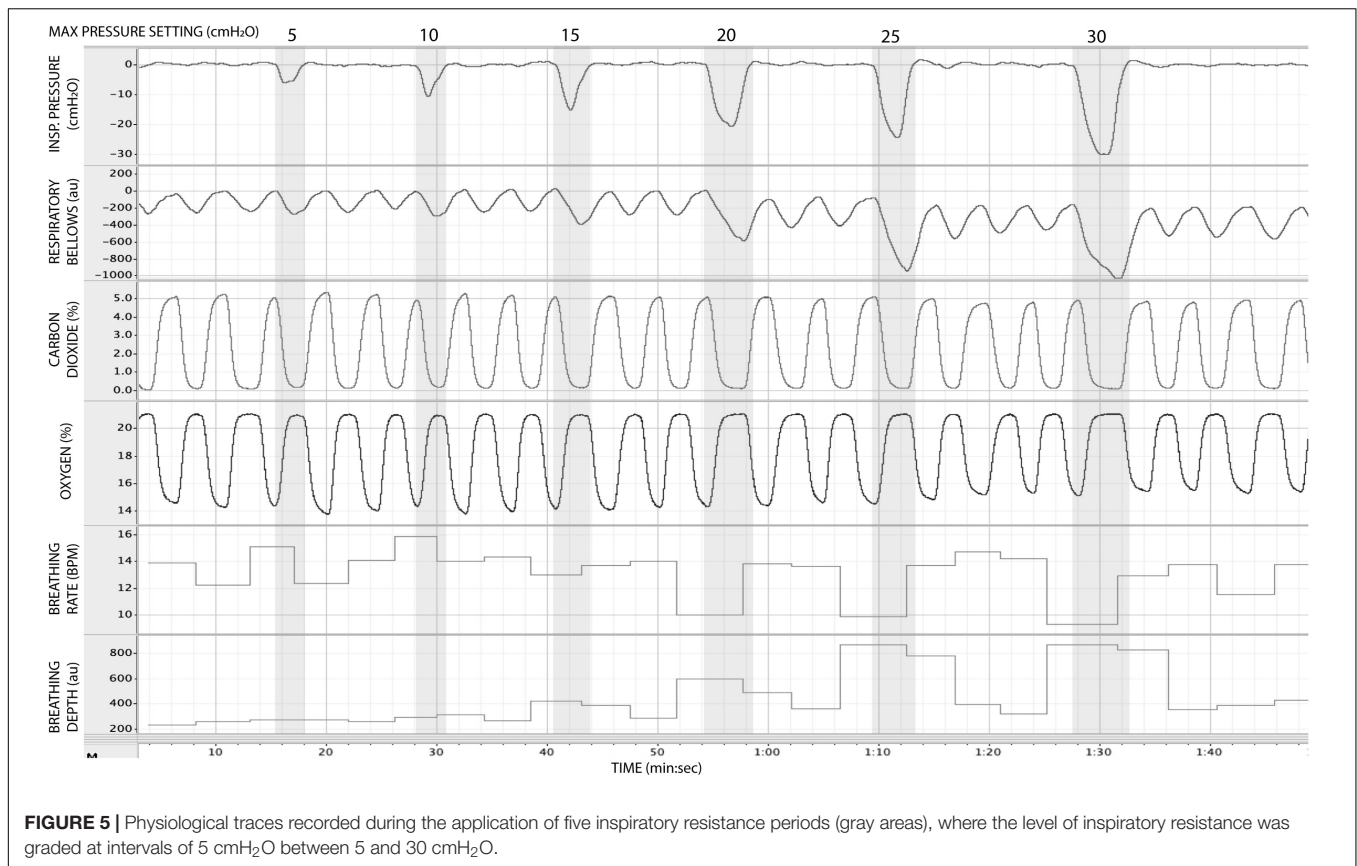 MAX PRESSURE SETTING (cmH₂O) 5 10 15 20 25 30
INSP. PRESSURE
(cmH₂O)
0
-10
-20
-30
RESPIRATORY
BELLOWS (au)
200
0
-200
-400
-600
-800
-1000
CARBON
DIOXIDE (%)
5.0
4.0
3.0
2.0
1.0
0.0
OXYGEN (%)
20
18
16
14
BREATHING
RATE (BPM)
16
14
12
10
BREATHING
DEPTH (au)
800
600
400
200
10 20 30 40 50 1:00 1:10 1:20 1:30 1:40
TIME (min:sec)
FIGURE 5 | Physiological traces recorded during the application of five inspiratory resistance periods (gray areas), where the level of inspiratory resistance was
graded at intervals of 5 cmH₂O between 5 and 30 cmH₂O.